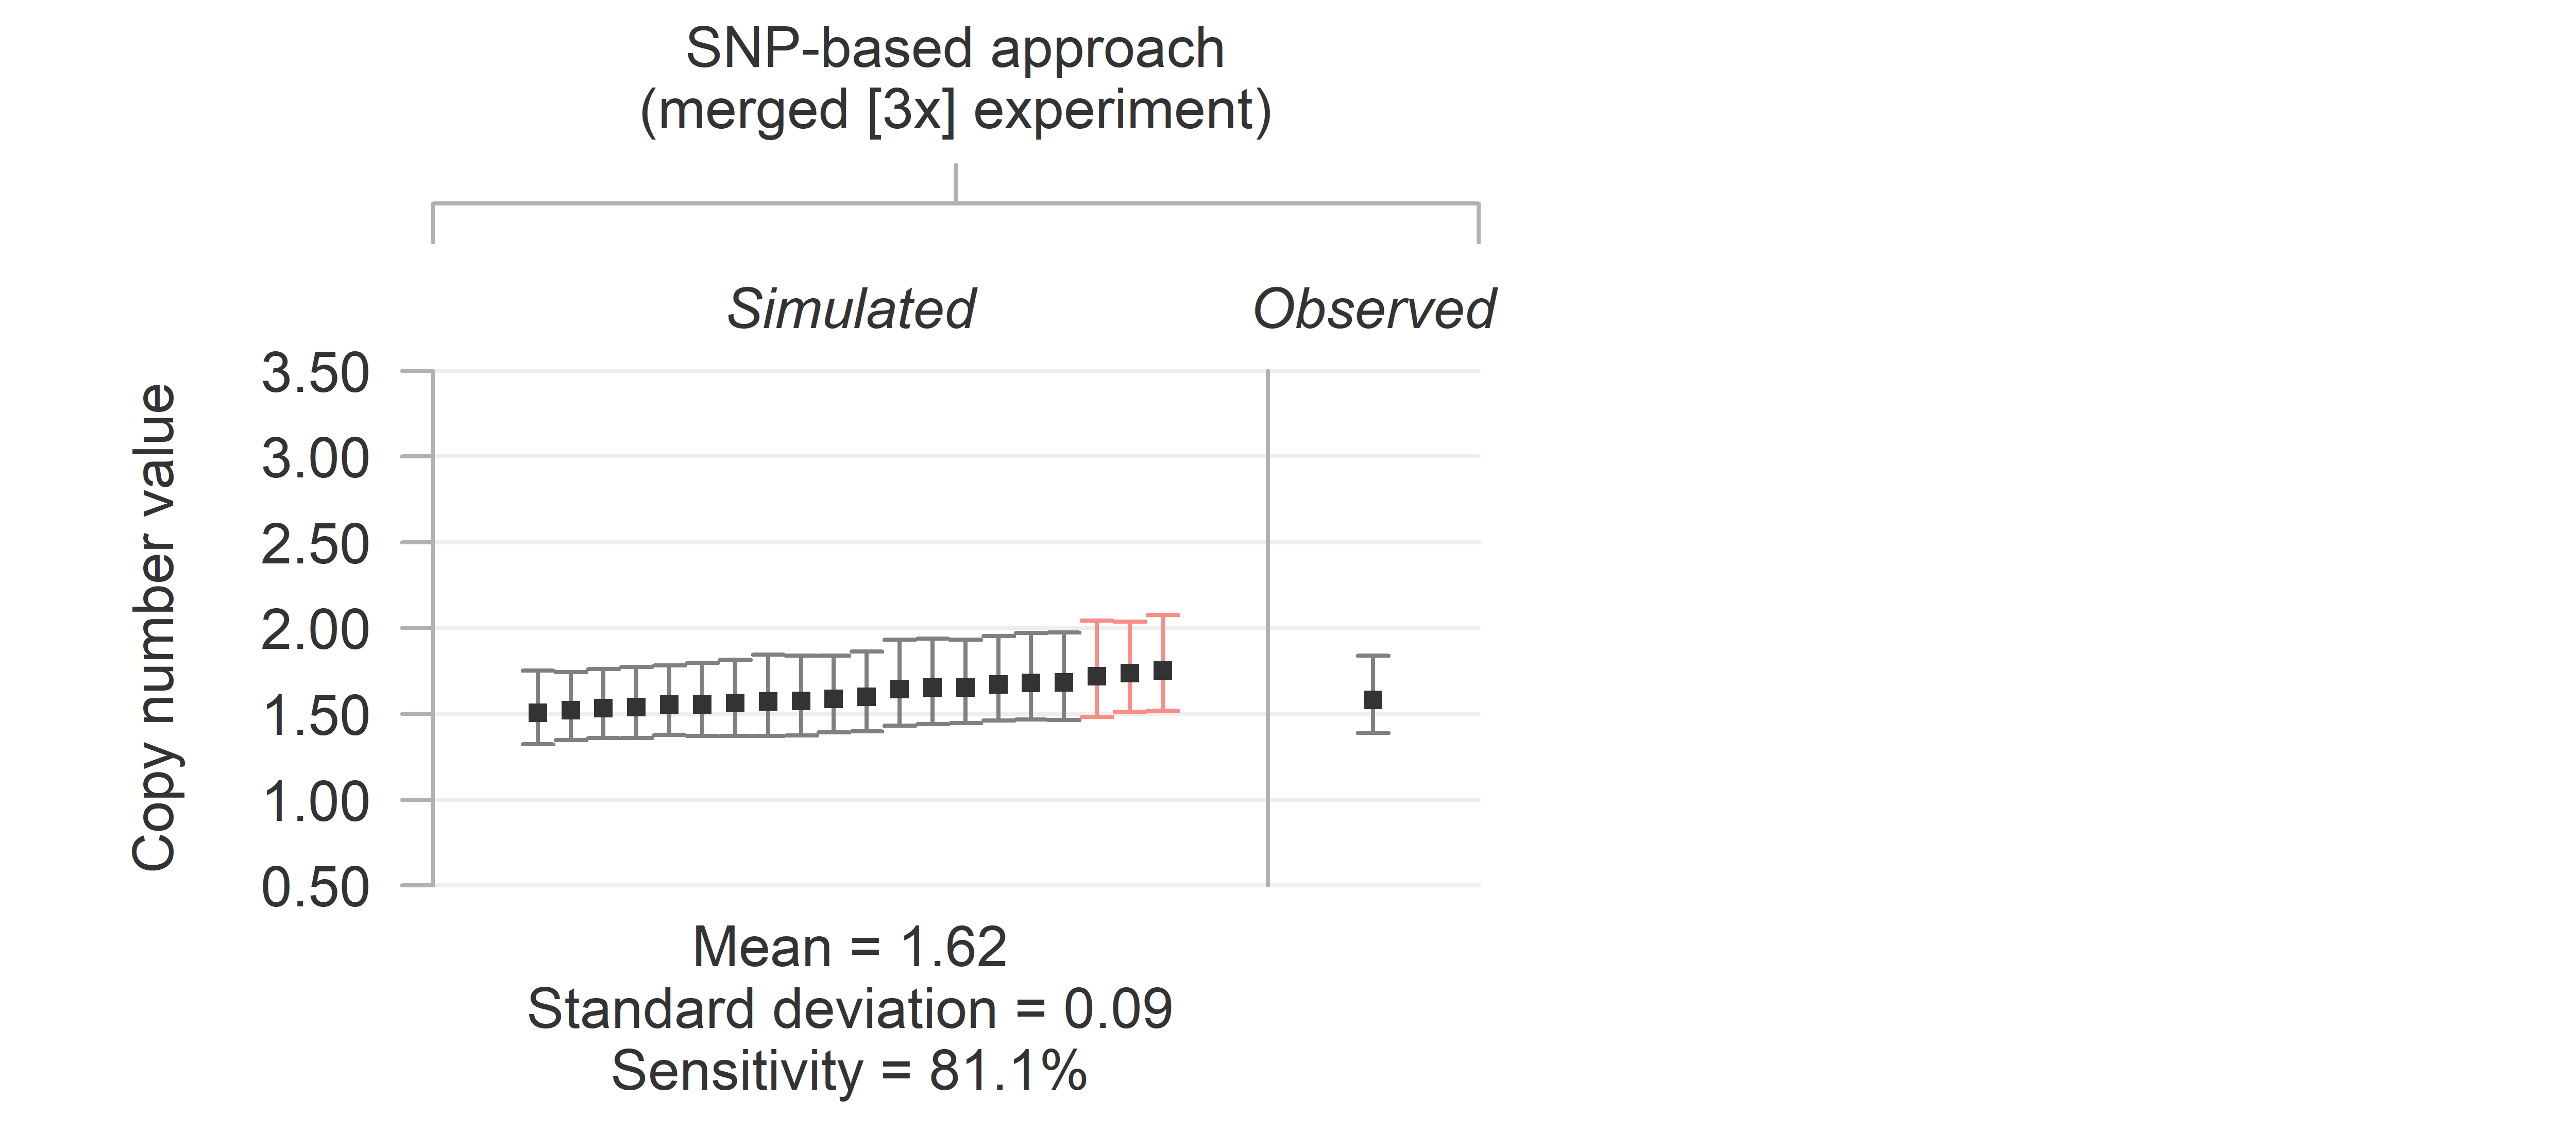 SNP-based approach
(merged [3x] experiment)
Simulated
Observed
Copy number value
3.50
3.00
2.50
2.00
1.50
1.00
0.50
Mean = 1.62
Standard deviation = 0.09
Sensitivity = 81.1%